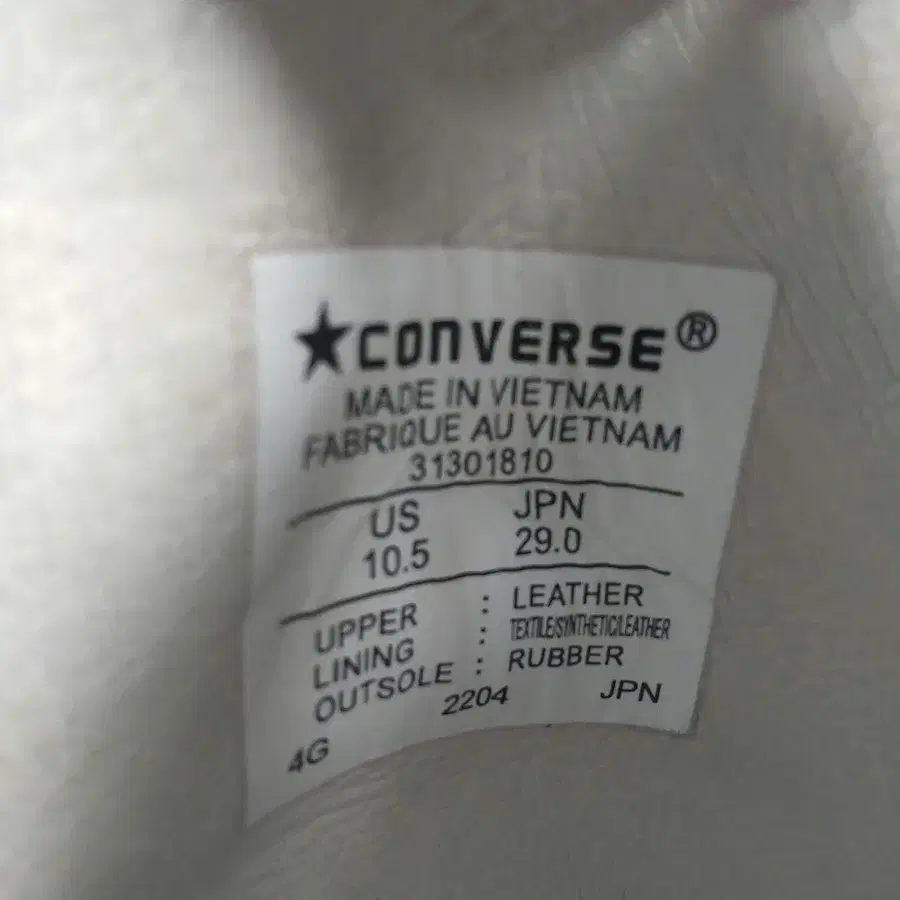 ★CONVERSE®
MADE IN VIETNAM
FABRIQUE AU VIETNAM
31301810
US JPN
10.5 29.0
UPPER : LEATHER
LINING : TEXTILE/SYNTHETIC/LEATHER
OUTSOLE : RUBBER
4G 2204 JPN